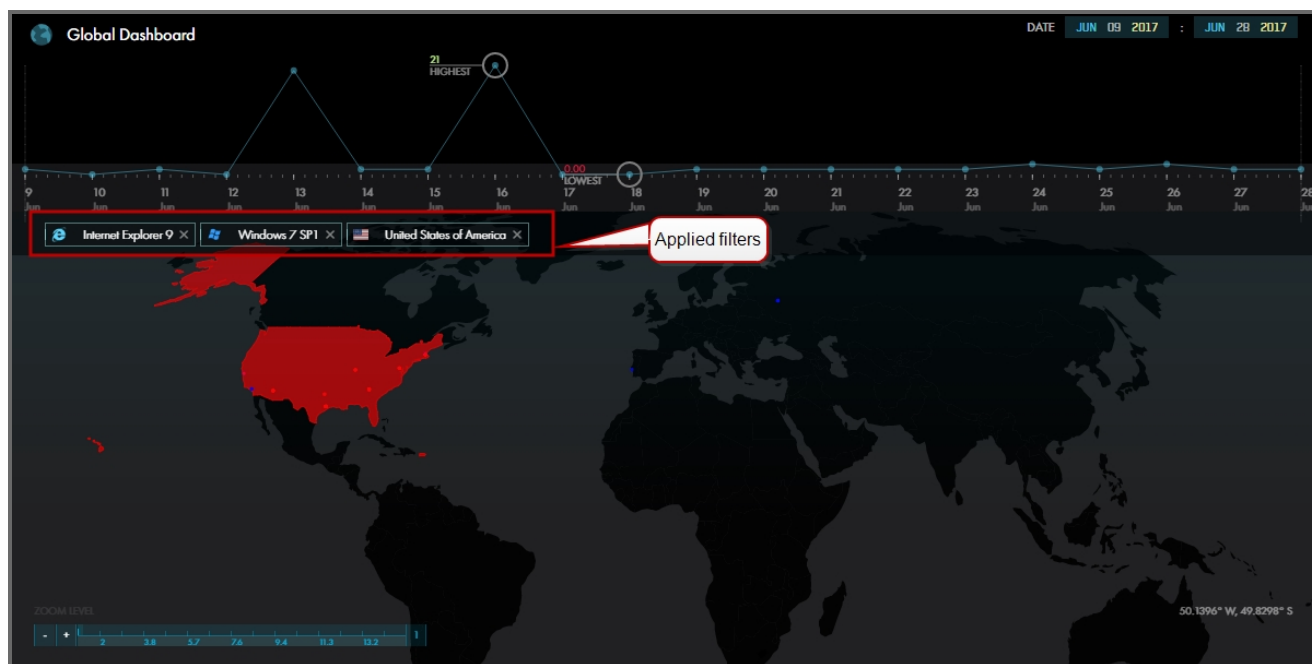 Global Dashboard
DATE JUN 09 2017 : JUN 28 2017
21
HIGHEST
0.00
LOWEST
9 10 11 12 13 14 15 16 17 18 19 20 21 22 23 24 25 26 27 28
Jun Jun Jun Jun Jun Jun Jun Jun Jun Jun Jun Jun Jun Jun Jun Jun Jun Jun Jun Jun
Internet Explorer 9 × Windows 7 SP1 × United States of America ×
Applied filters
50.1396° W, 49.8298° S
ZOOM LEVEL
- + 2 3.8 5.7 7.6 9.4 11.3 13.2 1